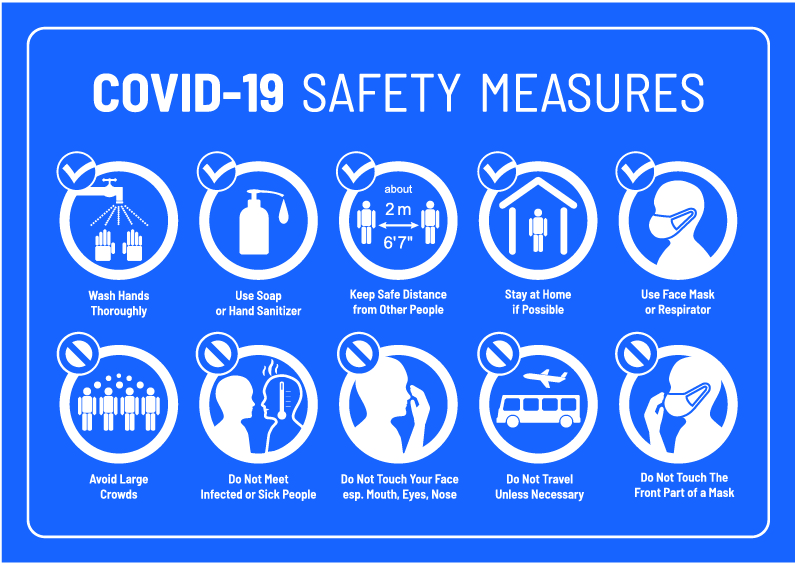 COVID-19 SAFETY MEASURES
about
2 m
6'7"
Wash Hands
Thoroughly
Use Soap
or Hand Sanitizer
Keep Safe Distance
from Other People
Stay at Home
if Possible
Use Face Mask
or Respirator
Avoid Large
Crowds
Do Not Meet
Infected or Sick People
Do Not Touch Your Face
esp. Mouth, Eyes, Nose
Do Not Travel
Unless Necessary
Do Not Touch The
Front Part of a Mask